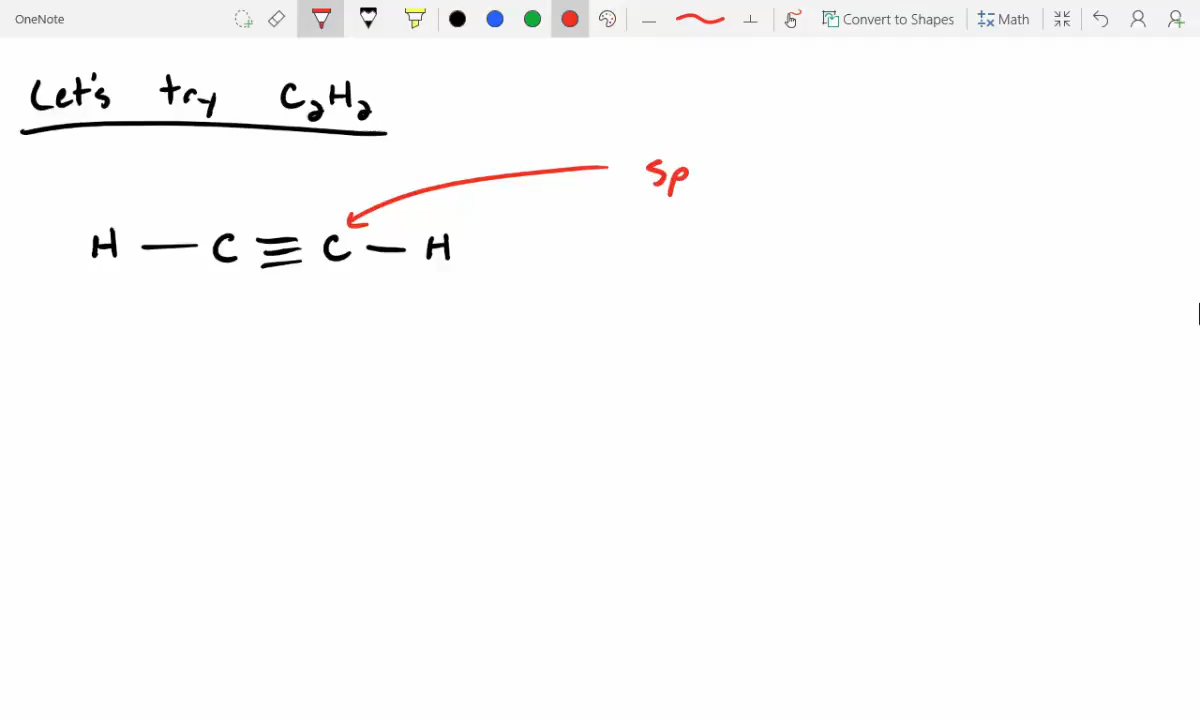 OneNote
Convert to Shapes
Math
Let's try C₂H₂
sp
H — C ≡ C — H